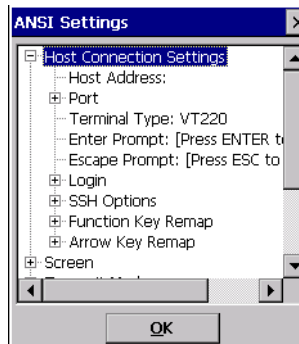 ANSI Settings
Host Connection Settings
Host Address:
Port
Terminal Type: VT220
Enter Prompt: [Press ENTER
Escape Prompt: [Press ESC to
Login
SSH Options
Function Key Remap
Arrow Key Remap
Screen
OK